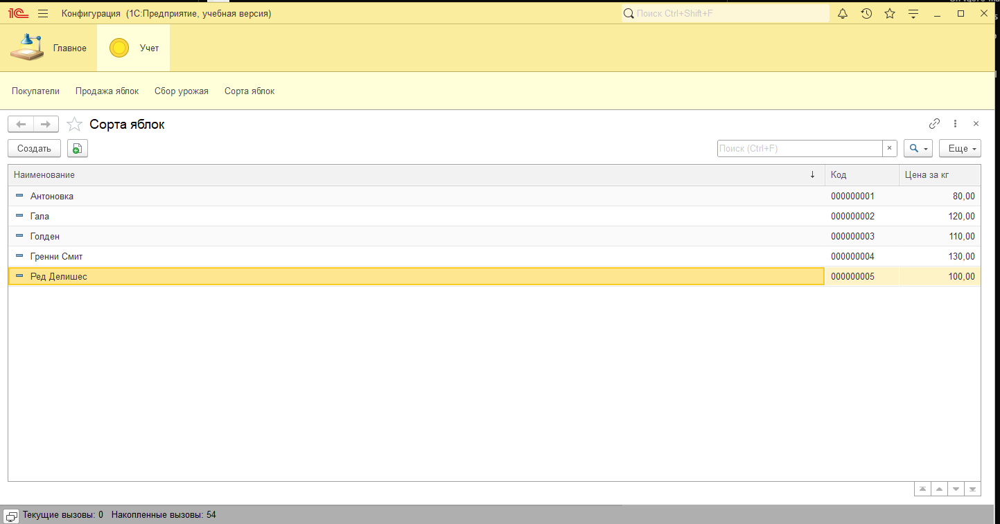 1С Конфигурация (1С:Предприятие, учебная версия) Поиск Ctrl+Shift+F
Главное Учет
Покупатели Продажа яблок Сбор урожая Сорта яблок
Сорта яблок
Создать Поиск (Ctrl+F) Еще
Наименование Код Цена за кг
Антоновка 000000001 80,00
Гала 000000002 120,00
Голден 000000003 110,00
Гренни Смит 000000004 130,00
Ред Делишес 000000005 100,00
Текущие вызовы: 0 Накопленные вызовы: 54